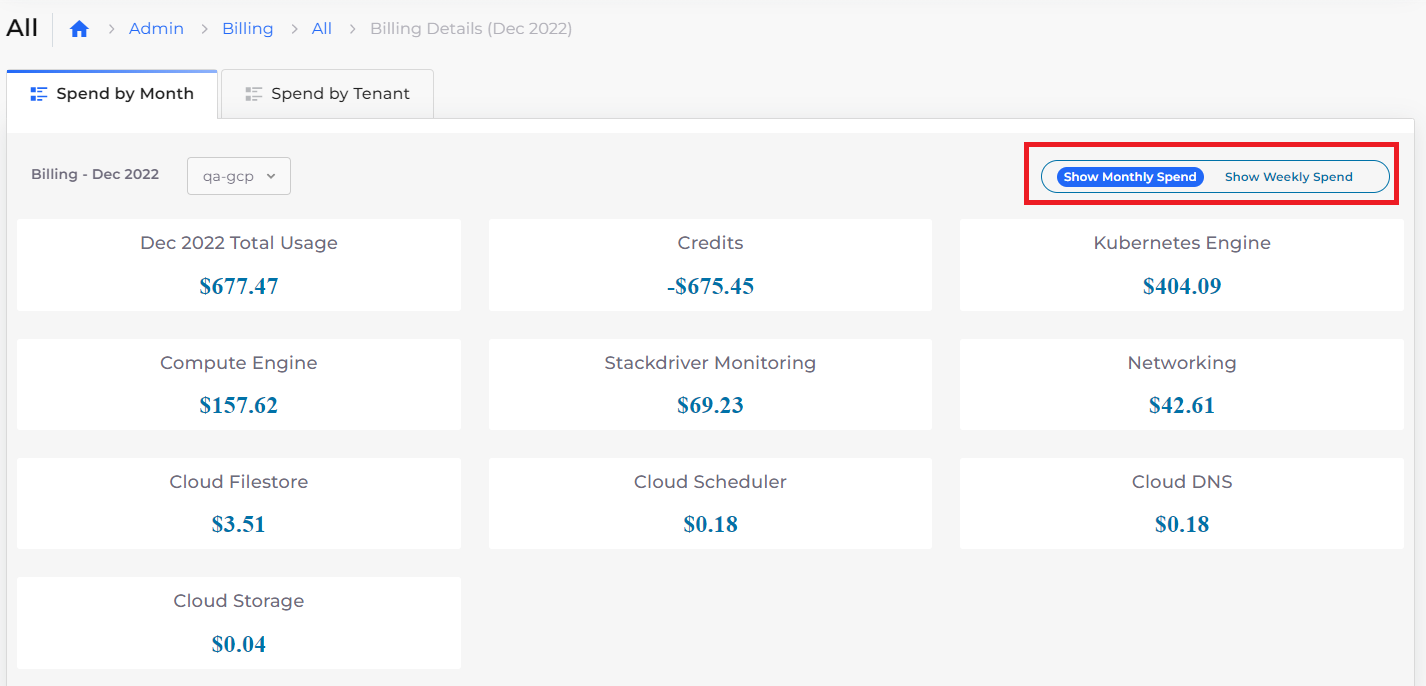 All Admin Billing All Billing Details (Dec 2022)
Spend by Month Spend by Tenant
Billing - Dec 2022 qa-gcp Show Monthly Spend Show Weekly Spend
Dec 2022 Total Usage Credits Kubernetes Engine
$677.47 -$675.45 $404.09
Compute Engine Stackdriver Monitoring Networking
$157.62 $69.23 $42.61
Cloud Filestore Cloud Scheduler Cloud DNS
$3.51 $0.18 $0.18
Cloud Storage
$0.04